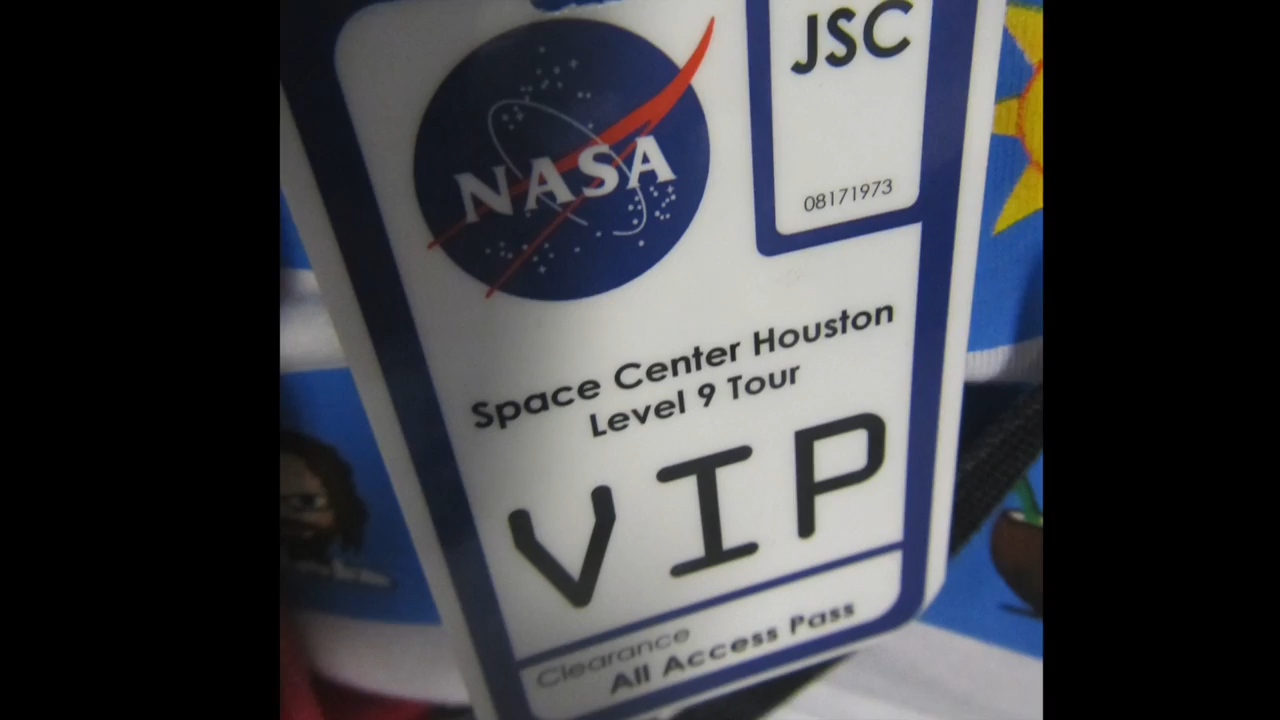 NASA
JSC
08171973
Space Center Houston
Level 9 Tour
VIP
Clearance
All Access Pass